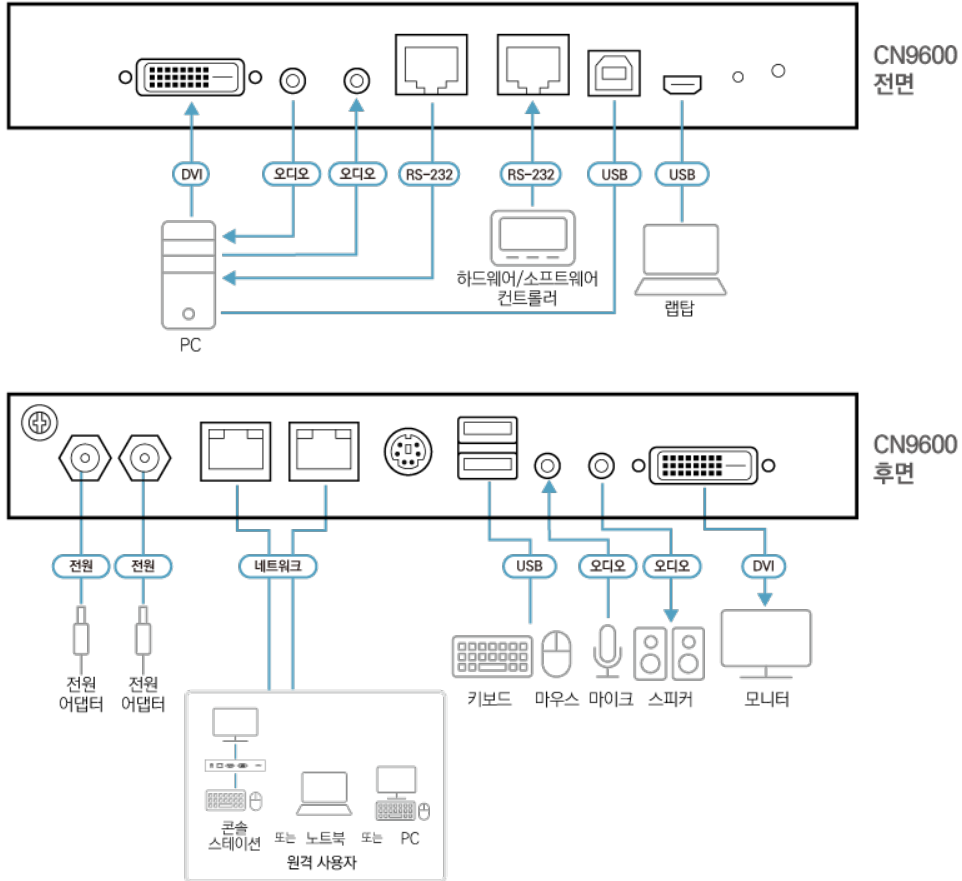 CN9600
전면
DVI
오디오
오디오
RS-232
RS-232
USB
USB
하드웨어/소프트웨어
컨트롤러
랩탑
PC
CN9600
후면
전원
전원
네트워크
USB
오디오
오디오
DVI
전원
어댑터
전원
어댑터
키보드
마우스
마이크
스피커
모니터
콘솔
스테이션
또는
노트북
또는
PC
원격 사용자